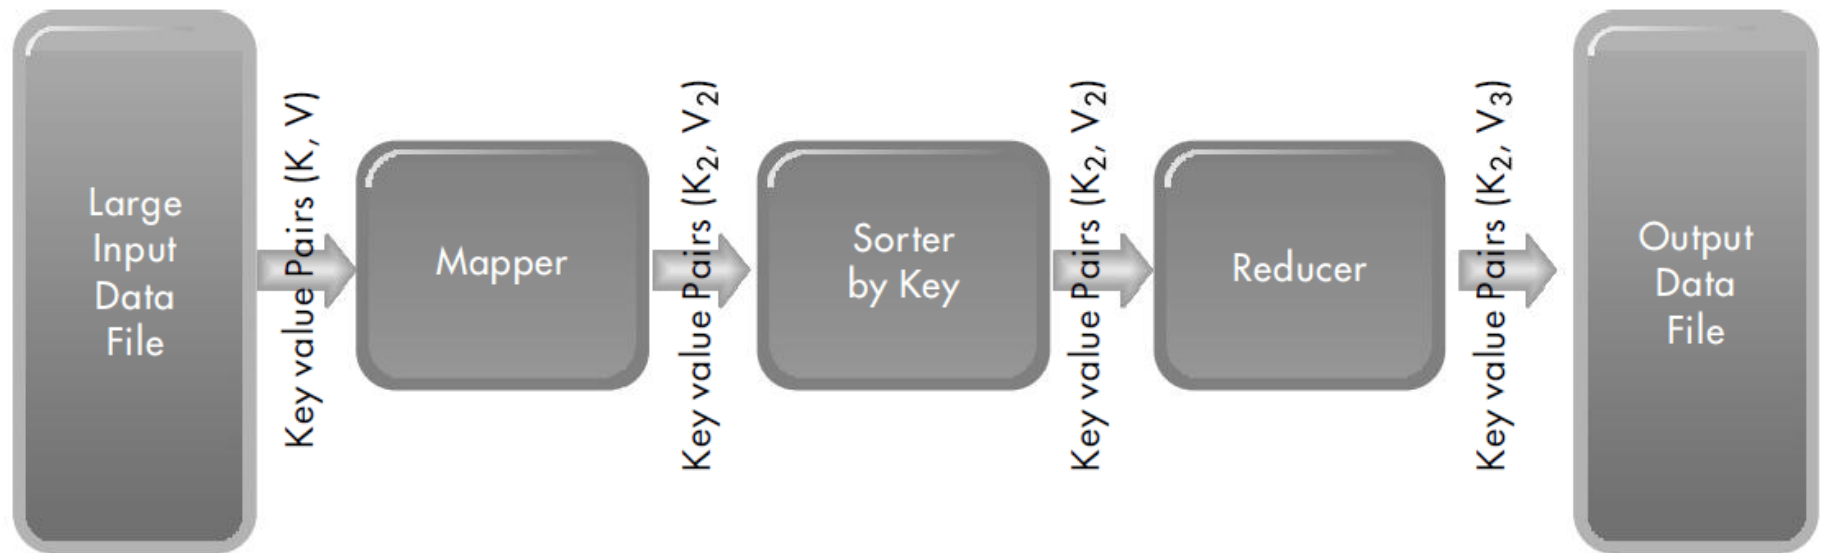 Large
Input
Data
File
Key value Pairs (K, V)
Mapper
Key value Pairs (K₂, V₂)
Sorter
by Key
Key value Pairs (K₂, V₂)
Reducer
Key value Pairs (K₂, V₃)
Output
Data
File